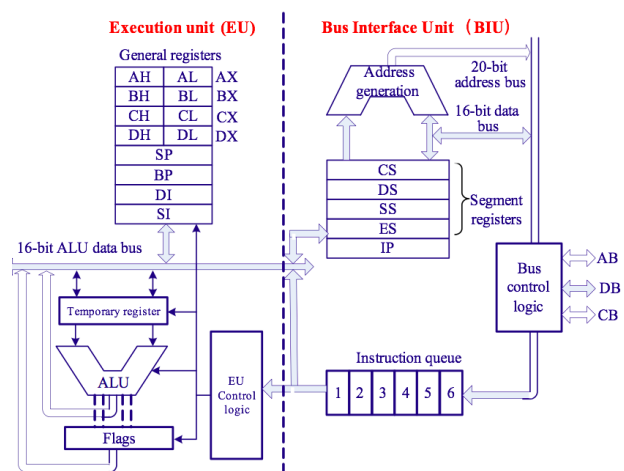 Execution unit (EU)
Bus Interface Unit (BIU)
General registers
AH AL AX
BH BL BX
CH CL CX
DH DL DX
SP
BP
DI
SI
16-bit ALU data bus
Temporary register
ALU
Flags
EU
Control
logic
Address
generation
20-bit
address bus
16-bit data
bus
CS
DS
SS
ES
IP
Segment
registers
Bus
control
logic
AB
DB
CB
Instruction queue
1 2 3 4 5 6